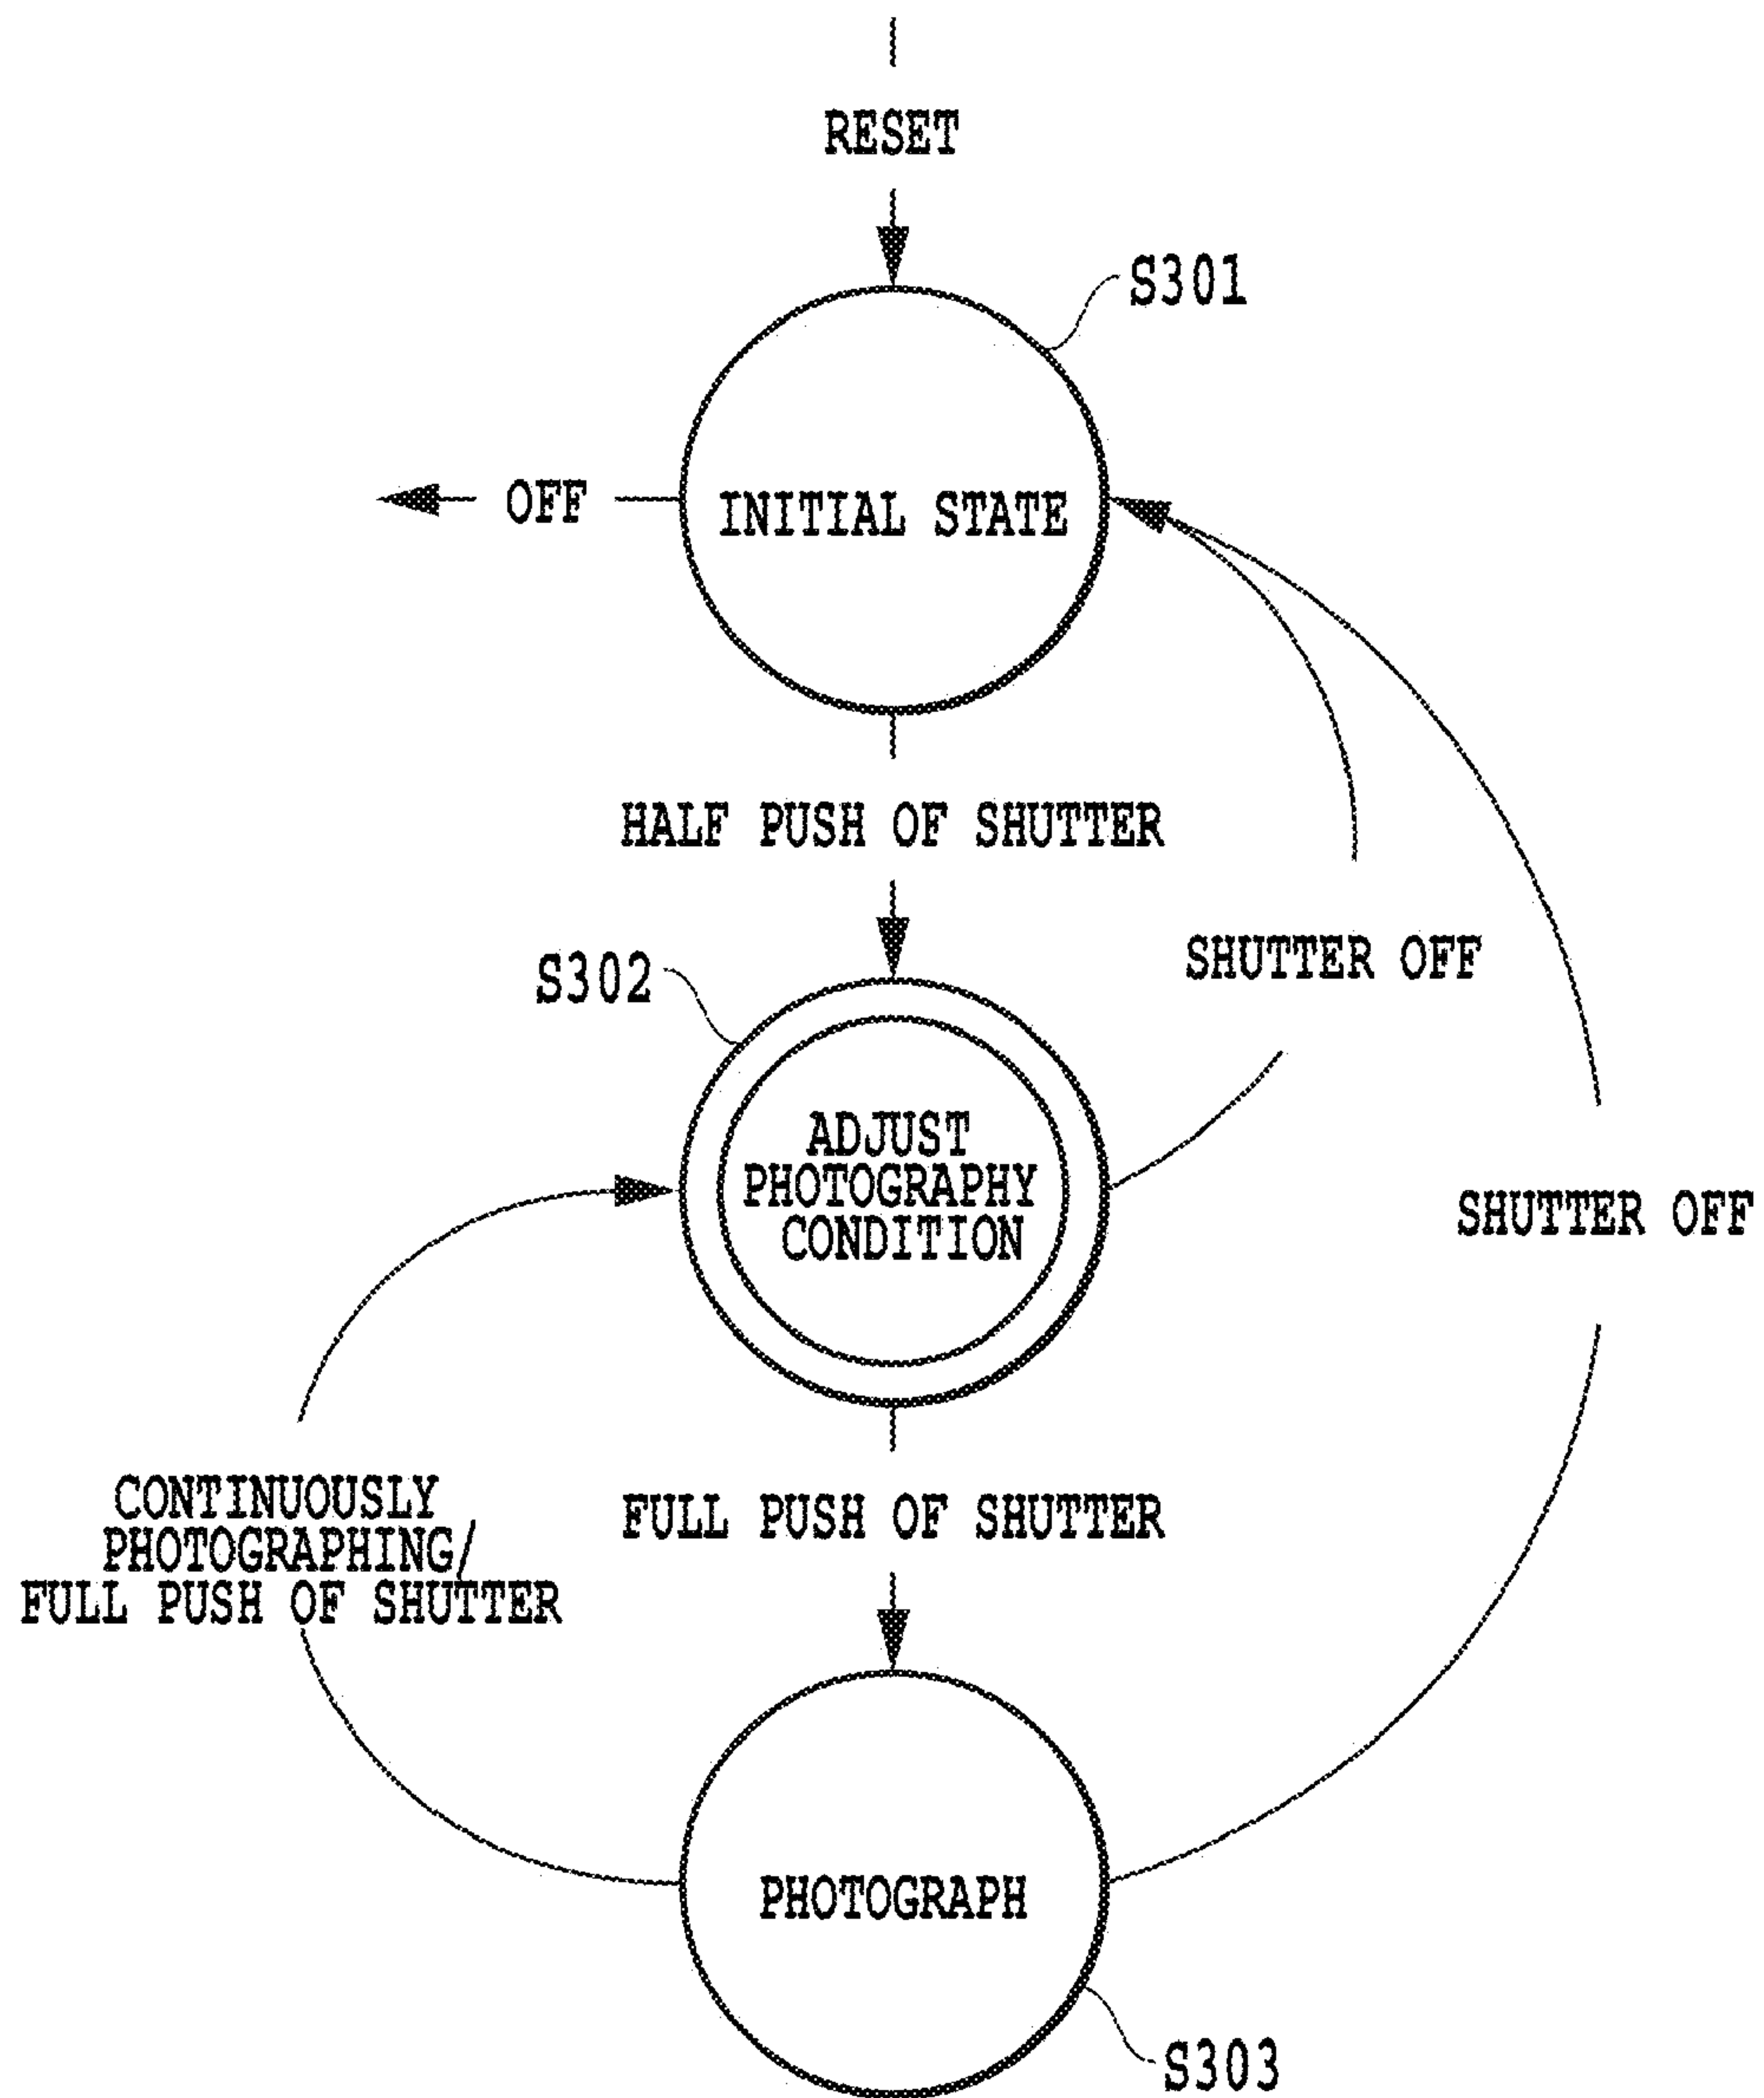 RESET
S301
OFF
INITIAL STATE
HALF PUSH OF SHUTTER
SHUTTER OFF
S302
ADJUST
PHOTOGRAPHY
CONDITION
SHUTTER OFF
CONTINUOUSLY
PHOTOGRAPHING/
FULL PUSH OF SHUTTER
FULL PUSH OF SHUTTER
PHOTOGRAPH
S303